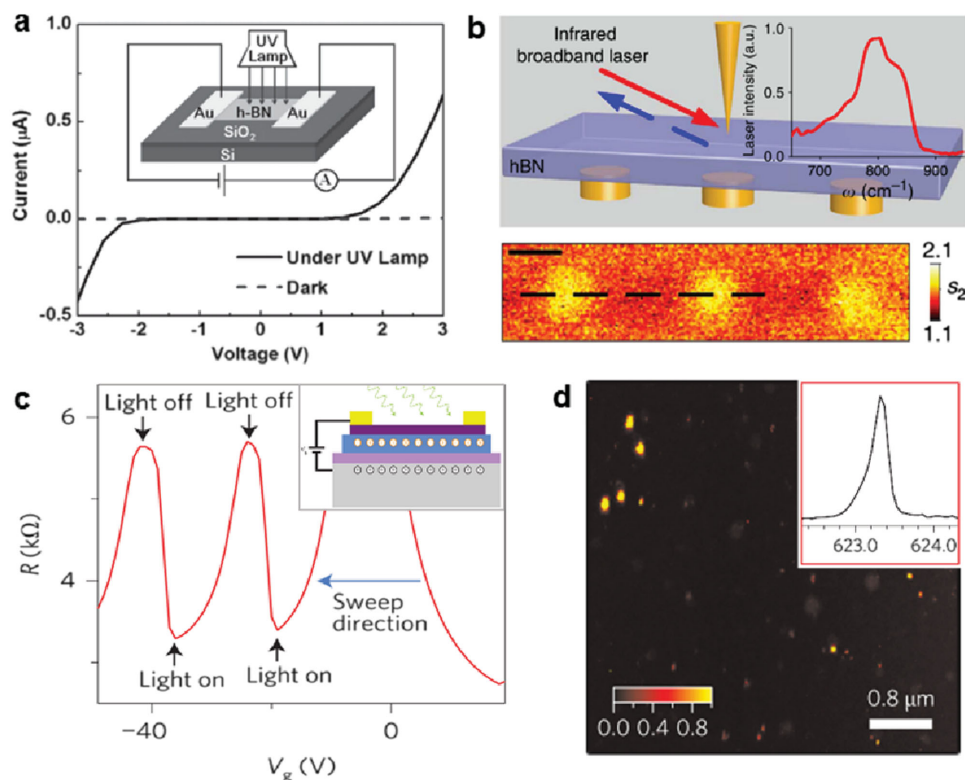 a
Current (μA)
1.0
0.5
0.0
-0.5
-3
-2
-1
0
1
2
3
Voltage (V)
UV
Lamp
Au
h-BN
Au
SiO2
Si
A
Under UV Lamp
Dark
b
Infrared
broadband laser
hBN
Laser intensity (a.u.)
1.0
0.5
0.0
700
800
900
ω (cm⁻¹)
2.1
s2
1.1
c
Light off
Light off
6
4
R (kΩ)
Sweep
direction
Light on
Light on
−40
0
Vg (V)
d
623.0
624.0
0.0 0.4 0.8
0.8 μm